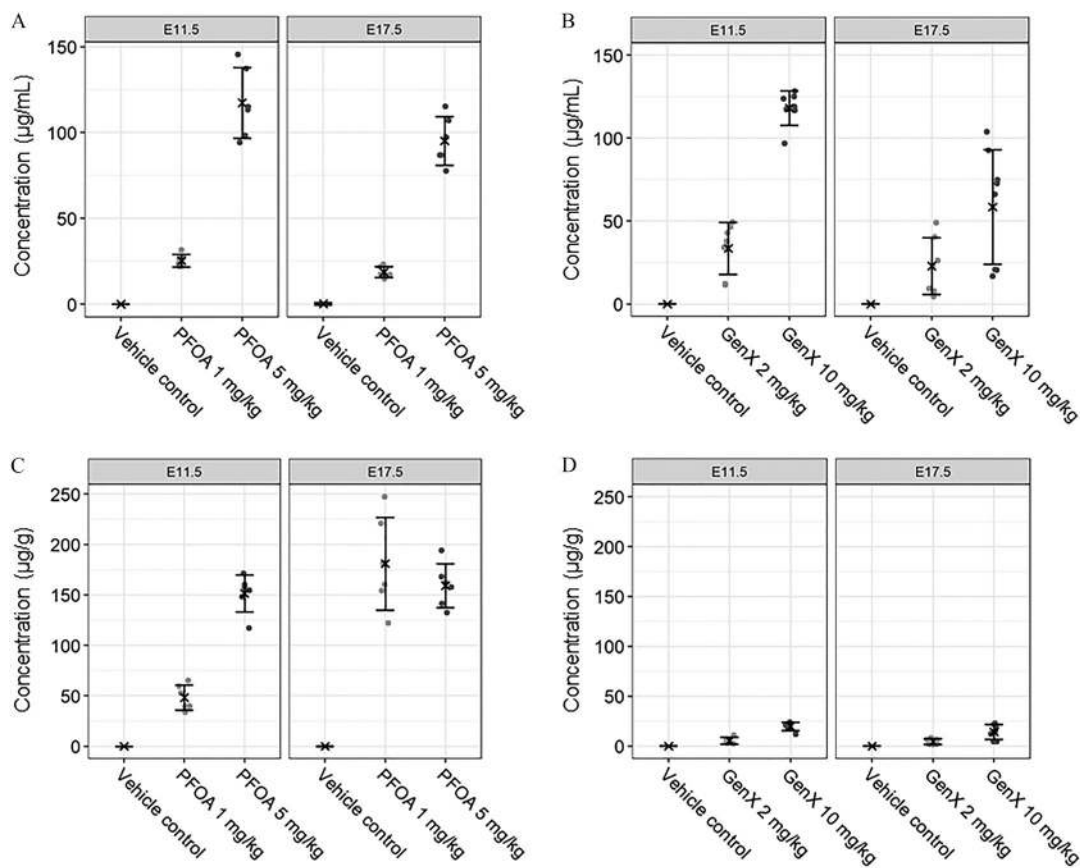 A
E11.5
E17.5
Concentration (µg/mL)
150
100
50
0
Vehicle control
PFOA 1 mg/kg
PFOA 5 mg/kg
Vehicle control
PFOA 1 mg/kg
PFOA 5 mg/kg
B
E11.5
E17.5
Concentration (µg/mL)
150
100
50
0
Vehicle control
GenX 2 mg/kg
GenX 10 mg/kg
Vehicle control
GenX 2 mg/kg
GenX 10 mg/kg
C
E11.5
E17.5
Concentration (µg/g)
250
200
150
100
50
0
Vehicle control
PFOA 1 mg/kg
PFOA 5 mg/kg
Vehicle control
PFOA 1 mg/kg
PFOA 5 mg/kg
D
E11.5
E17.5
Concentration (µg/g)
250
200
150
100
50
0
Vehicle control
GenX 2 mg/kg
GenX 10 mg/kg
Vehicle control
GenX 2 mg/kg
GenX 10 mg/kg